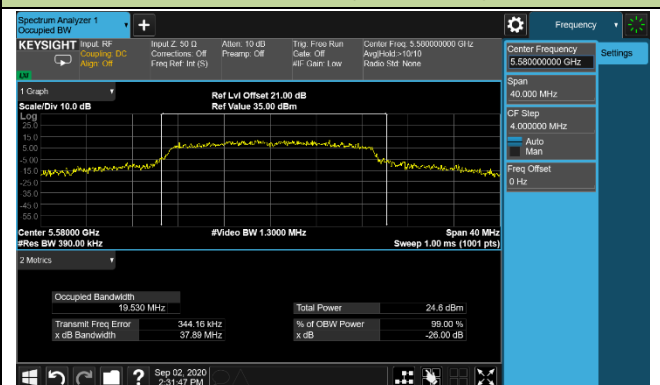 Spectrum Analyzer 1
Occupied BW
+
Frequency
KEYSIGHT
Input: RF
Coupling: DC
Align: Off
Input Z: 50 Ω
Corrections: Off
Freq Ref: Int (S)
Atten: 10 dB
Preamp: Off
Trig: Free Run
Gate: Off
#IF Gain: Low
Center Freq: 5.580000000 GHz
Avg|Hold:>10/10
Radio Std: None
LXI
Center Frequency
5.580000000 GHz
Settings
Span
40.000 MHz
CF Step
4.000000 MHz
Auto
Man
Freq Offset
0 Hz
1 Graph
Scale/Div 10.0 dB
Ref Lvl Offset 21.00 dB
Ref Value 35.00 dBm
Log
25.0
15.0
5.00
-5.00
-15.0
-25.0
-35.0
-45.0
-55.0
Center 5.58000 GHz
#Video BW 1.3000 MHz
Span 40 MHz
#Res BW 390.00 kHz
Sweep 1.00 ms (1001 pts)
2 Metrics
Occupied Bandwidth
19.530 MHz
Total Power
24.6 dBm
Transmit Freq Error
344.16 kHz
% of OBW Power
99.00 %
x dB Bandwidth
37.89 MHz
x dB
-26.00 dB
?
Sep 02, 2020
2:31:47 PM